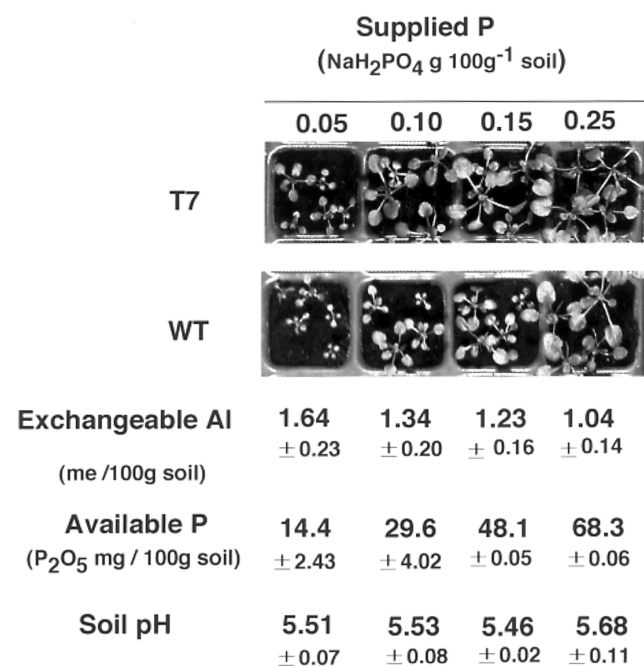 Supplied P
(NaH₂PO₄ g 100g⁻¹ soil)
0.05 0.10 0.15 0.25
T7
WT
Exchangeable Al 1.64 1.34 1.23 1.04
±0.23 ±0.20 ± 0.16 ±0.14
(me /100g soil)
Available P 14.4 29.6 48.1 68.3
(P₂O₅ mg / 100g soil) ±2.43 ±4.02 ±0.05 ±0.06
Soil pH 5.51 5.53 5.46 5.68
±0.07 ±0.08 ±0.02 ±0.11